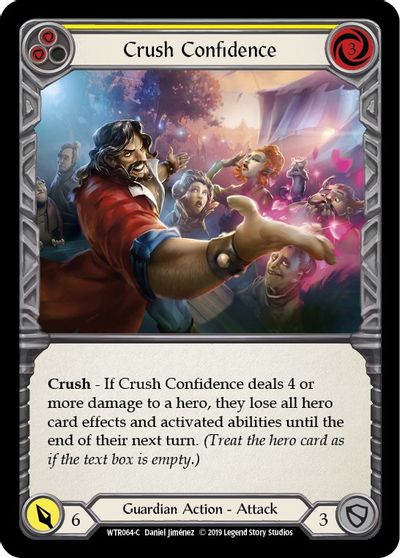 Crush Confidence
3
Crush - If Crush Confidence deals 4 or
more damage to a hero, they lose all hero
card effects and activated abilities until the
end of their next turn. (Treat the hero card as
if the text box is empty.)
6
Guardian Action - Attack
3
WTR064-C Daniel Jiménez © 2019 Legend Story Studios